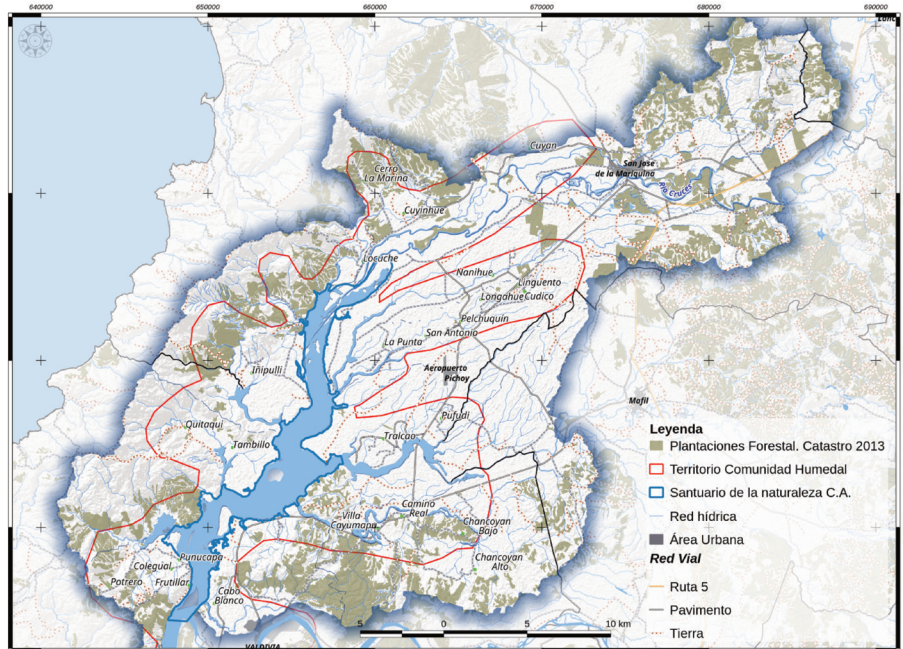 640000
650000
660000
670000
680000
690000
Lonc
Cuyan
San Jose
de la Mariquina
Río Cruces
Cerro
La Marina
Cuyinhue
Locuche
Nanihue
Linguento
Longahue
Cudico
Pelchuquín
San Antonio
La Punta
Iñipulli
Aeropuerto
Pichoy
Mafil
Quitaqui
Pufudi
Tralcao
Tambillo
Camino
Real
Villa
Cayumapu
Chancoyan
Bajo
Chancoyan
Alto
Punucapa
Colegual
Potrero
Frutillar
Cabo
Blanco
VALDIVIA
Leyenda
Plantaciones Forestal. Catastro 2013
Territorio Comunidad Humedal
Santuario de la naturaleza C.A.
Red hídrica
Área Urbana
Red Vial
Ruta 5
Pavimento
Tierra
5 0 5 10 km